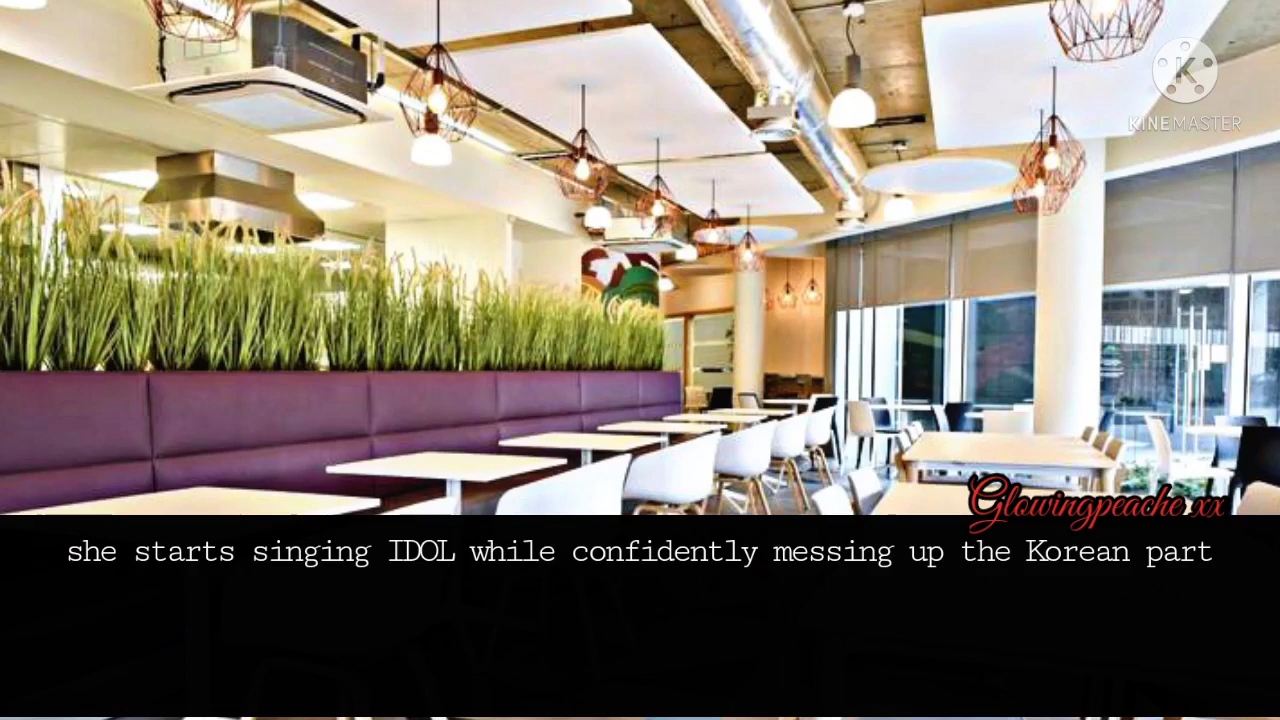 KINEMASTER
Glowingpeache xx
she starts singing IDOL while confidently messing up the Korean part